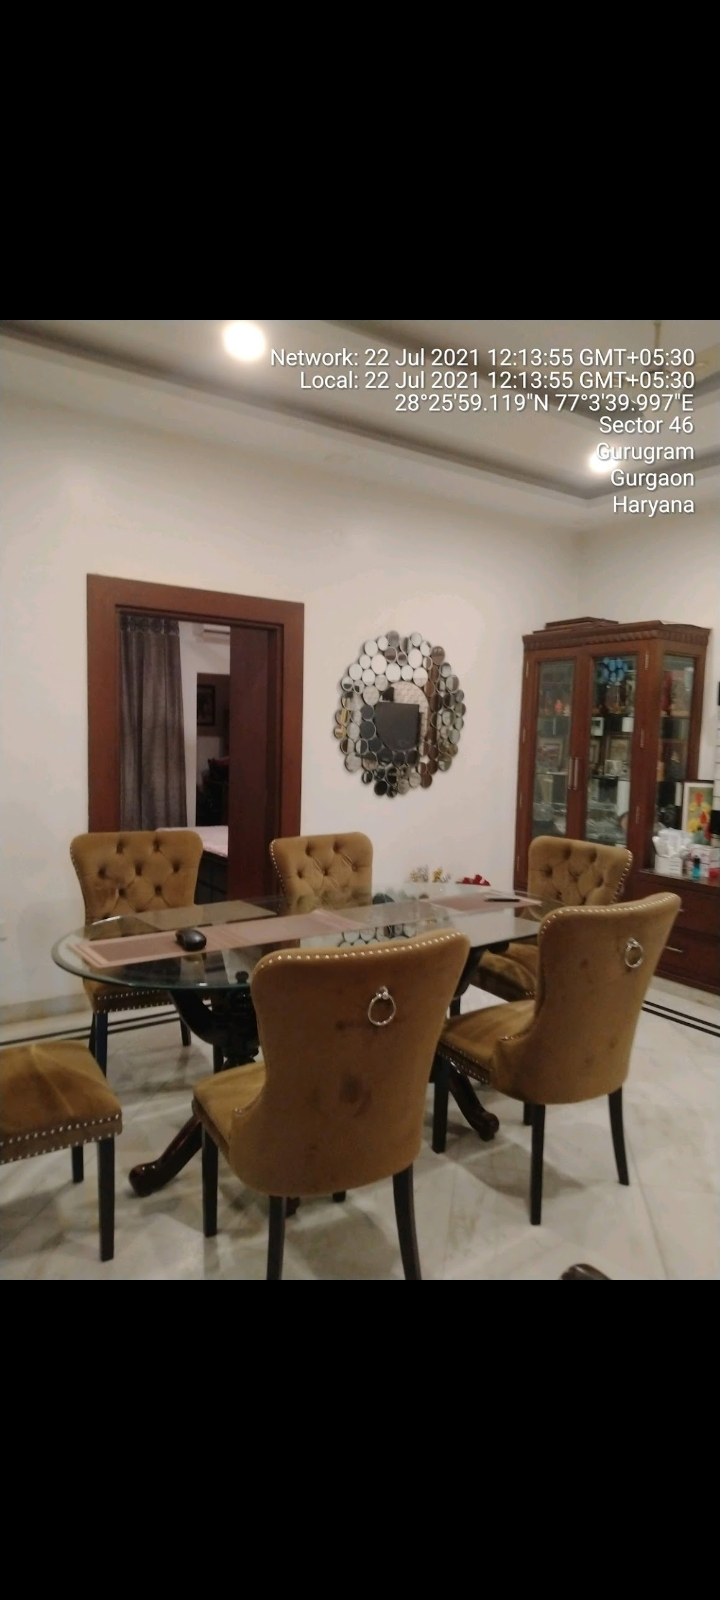 Network: 22 Jul 2021 12:13:55 GMT+05:30
Local: 22 Jul 2021 12:13:55 GMT+05:30
28°25'59.119"N 77°3'39.997"E
Sector 46
Gurugram
Gurgaon
Haryana